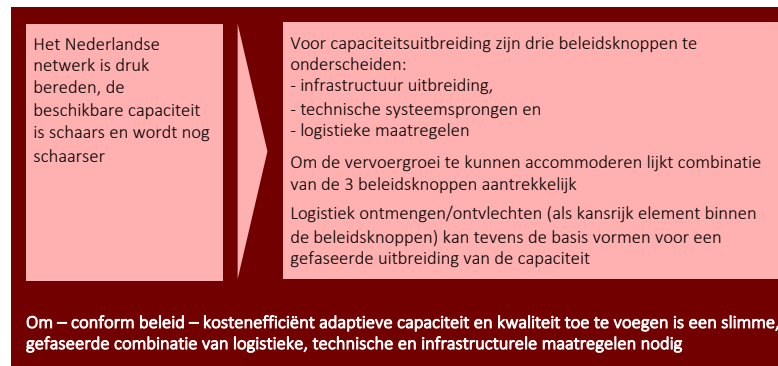 Het Nederlandse
netwerk is druk
bereden, de
beschikbare capaciteit
is schaars en wordt nog
schaarser
Voor capaciteitsuitbreiding zijn drie beleidsknoppen te
onderscheiden:
- infrastructuur uitbreiding,
- technische systeemsprongen en
- logistieke maatregelen
Om de vervoergroei te kunnen accommoderen lijkt combinatie
van de 3 beleidsknoppen aantrekkelijk
Logistiek ontmengen/ontvlechten (als kansrijk element binnen
de beleidsknoppen) kan tevens de basis vormen voor een
gefaseerde uitbreiding van de capaciteit
Om – conform beleid – kostenefficiënt adaptieve capaciteit en kwaliteit toe te voegen is een slimme,
gefaseerde combinatie van logistieke, technische en infrastructurele maatregelen nodig